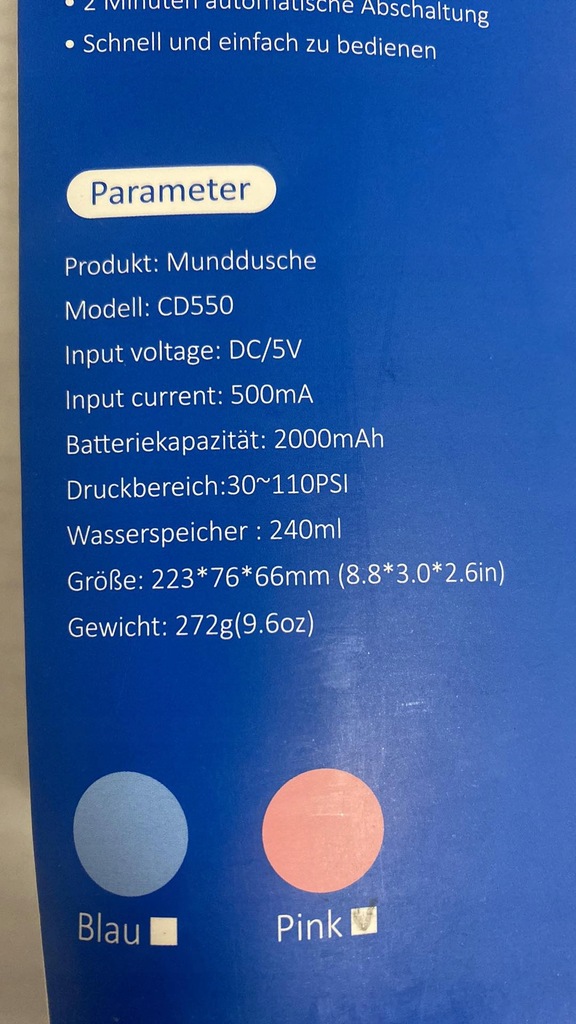 • 2 Minuten automatische Abschaltung
• Schnell und einfach zu bedienen
Parameter
Produkt: Munddusche
Modell: CD550
Input voltage: DC/5V
Input current: 500mA
Batteriekapazität: 2000mAh
Druckbereich:30~110PSI
Wasserspeicher : 240ml
Größe: 223*76*66mm (8.8*3.0*2.6in)
Gewicht: 272g(9.6oz)
Blau
Pink